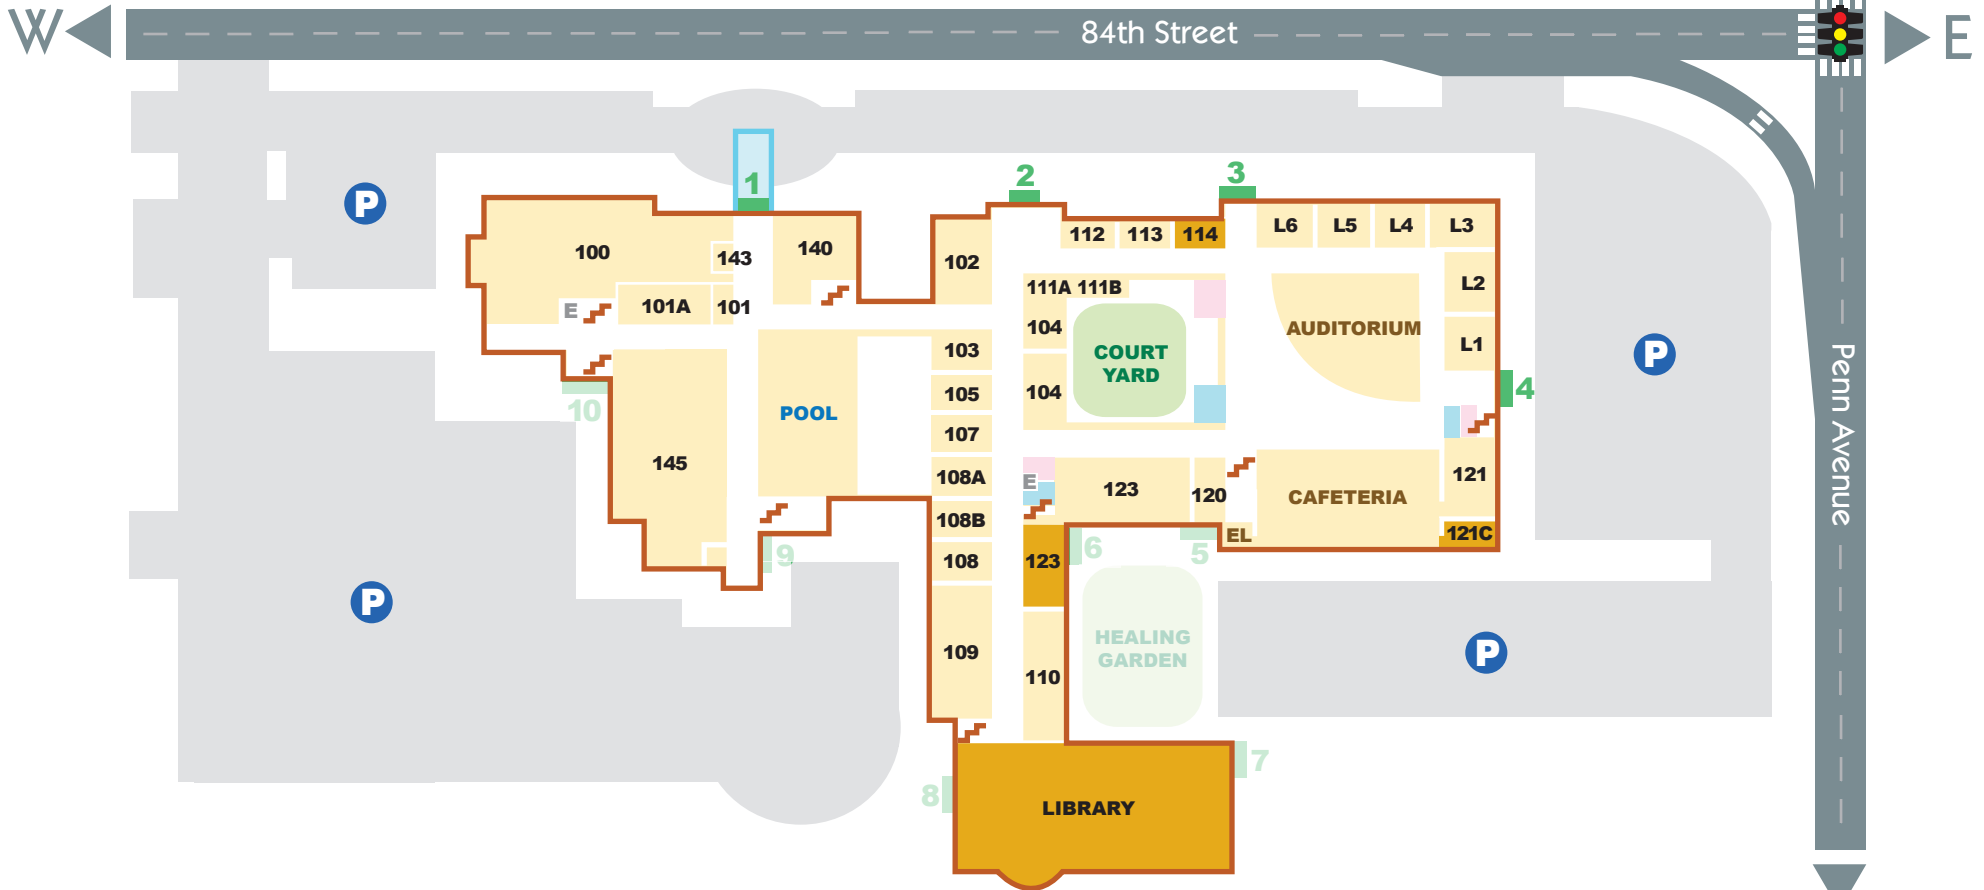 W
84th Street
E
P
1
2
3
112
113
114
L6
L5
L4
L3
100
143
140
102
L2
111A
111B
E
101A
101
104
AUDITORIUM
L1
103
COURT
YARD
P
105
104
4
10
POOL
107
145
108A
E
123
120
CAFETERIA
121
108B
EL
121C
9
108
123
6
5
P
HEALING
GARDEN
109
110
P
7
8
LIBRARY
Penn Avenue